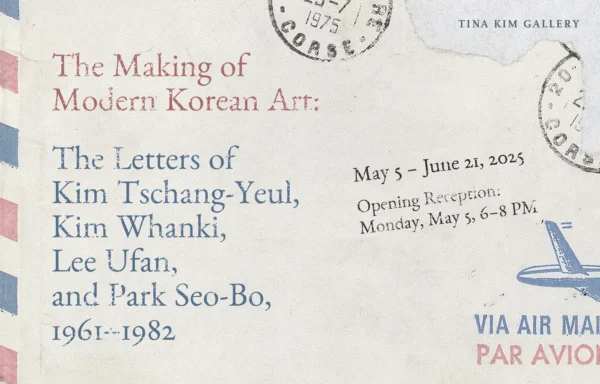 1975
CORSE
TINA KIM GALLERY
The Making of
Modern Korean Art:
The Letters of
Kim Tschang-Yeul,
Kim Whanki,
Lee Ufan,
and Park Seo-Bo,
1961–1982
May 5 – June 21, 2025
Opening Reception:
Monday, May 5, 6–8 PM
VIA AIR MAI
PAR AVION